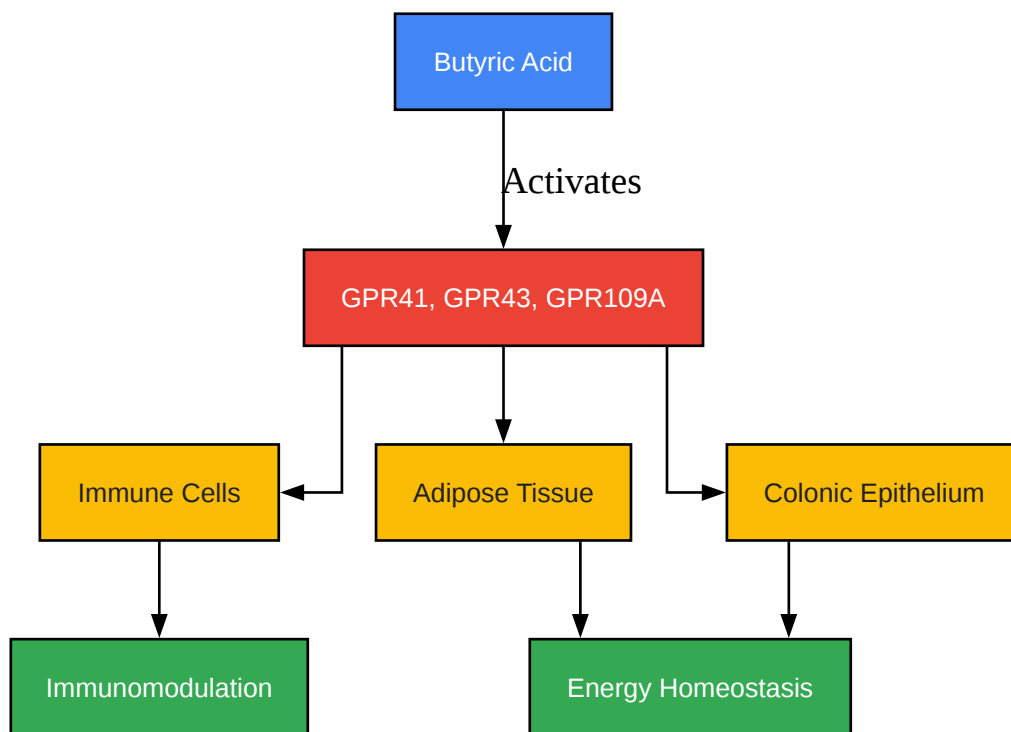 Butyric Acid
Activates
GPR41, GPR43, GPR109A
Immune Cells
Adipose Tissue
Colonic Epithelium
Immunomodulation
Energy Homeostasis